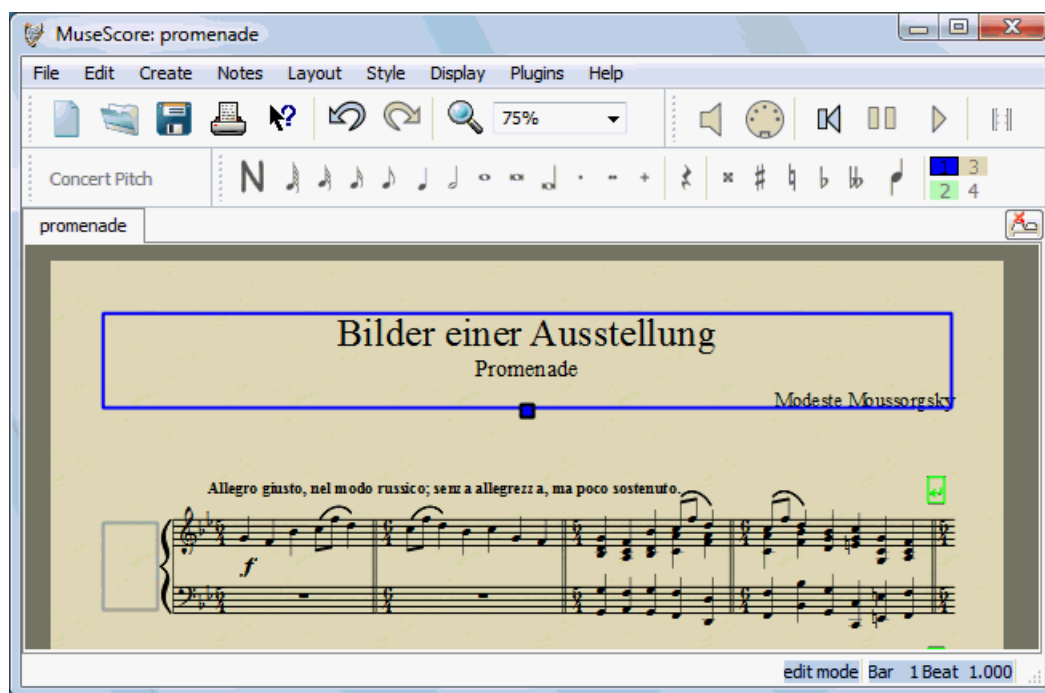 MuseScore: promenade
File Edit Create Notes Layout Style Display Plugins Help
75%
Concert Pitch
1 3
2 4
promenade
Bilder einer Ausstellung
Promenade
Modeste Moussorgsky
Allegro giusto, nel modo russico; senza allegrezza, ma poco sostenuto.
f
edit mode Bar 1 Beat 1.000